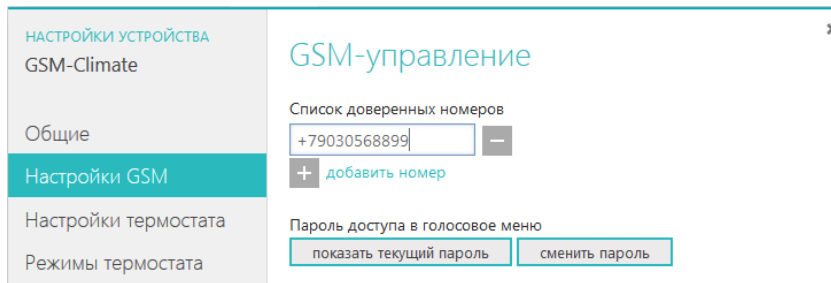 НАСТРОЙКИ УСТРОЙСТВА
GSM-Climate
Общие
Настройки GSM
Настройки термостата
Режимы термостата
GSM-управление
Список доверенных номеров
+79030568899
добавить номер
Пароль доступа в голосовое меню
показать текущий пароль сменить пароль